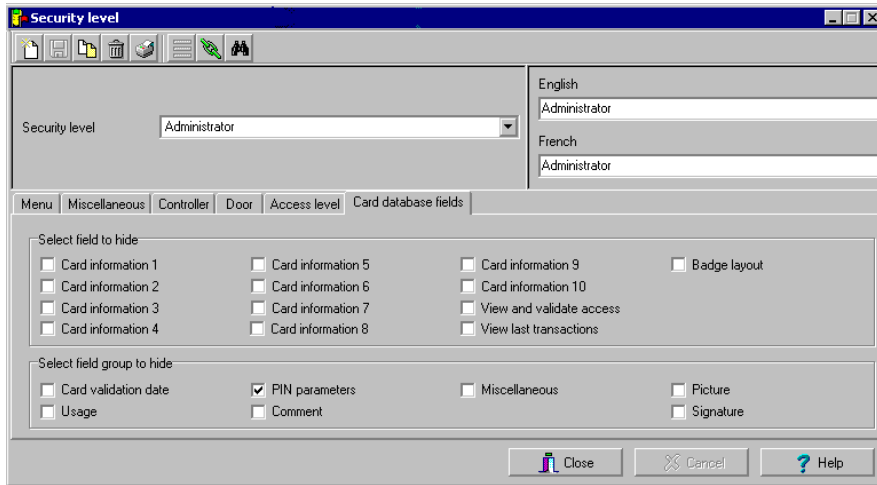 Security level
English
Administrator
Security level Administrator
French
Administrator
Menu Miscellaneous Controller Door Access level Card database fields
Select field to hide
Card information 1 Card information 5 Card information 9 Badge layout
Card information 2 Card information 6 Card information 10
Card information 3 Card information 7 View and validate access
Card information 4 Card information 8 View last transactions
Select field group to hide
Card validation date PIN parameters Miscellaneous Picture
Usage Comment Signature
Close Cancel ? Help